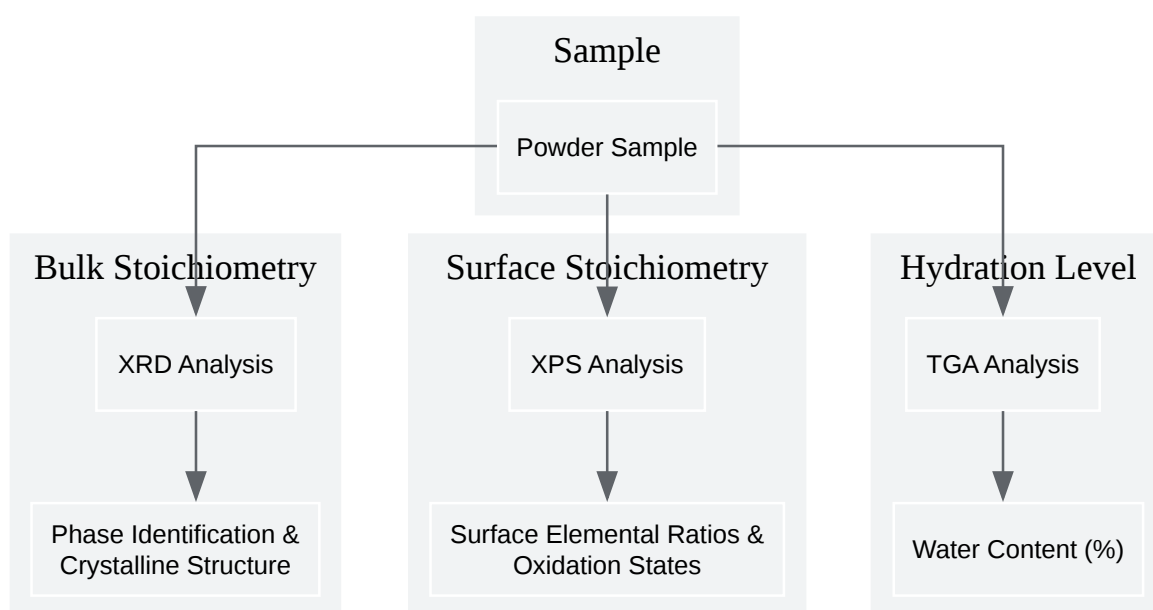 Sample
Powder Sample
Bulk Stoichiometry
Surface Stoichiometry
Hydration Level
XRD Analysis
XPS Analysis
TGA Analysis
Phase Identification &
Crystalline Structure
Surface Elemental Ratios &
Oxidation States
Water Content (%)